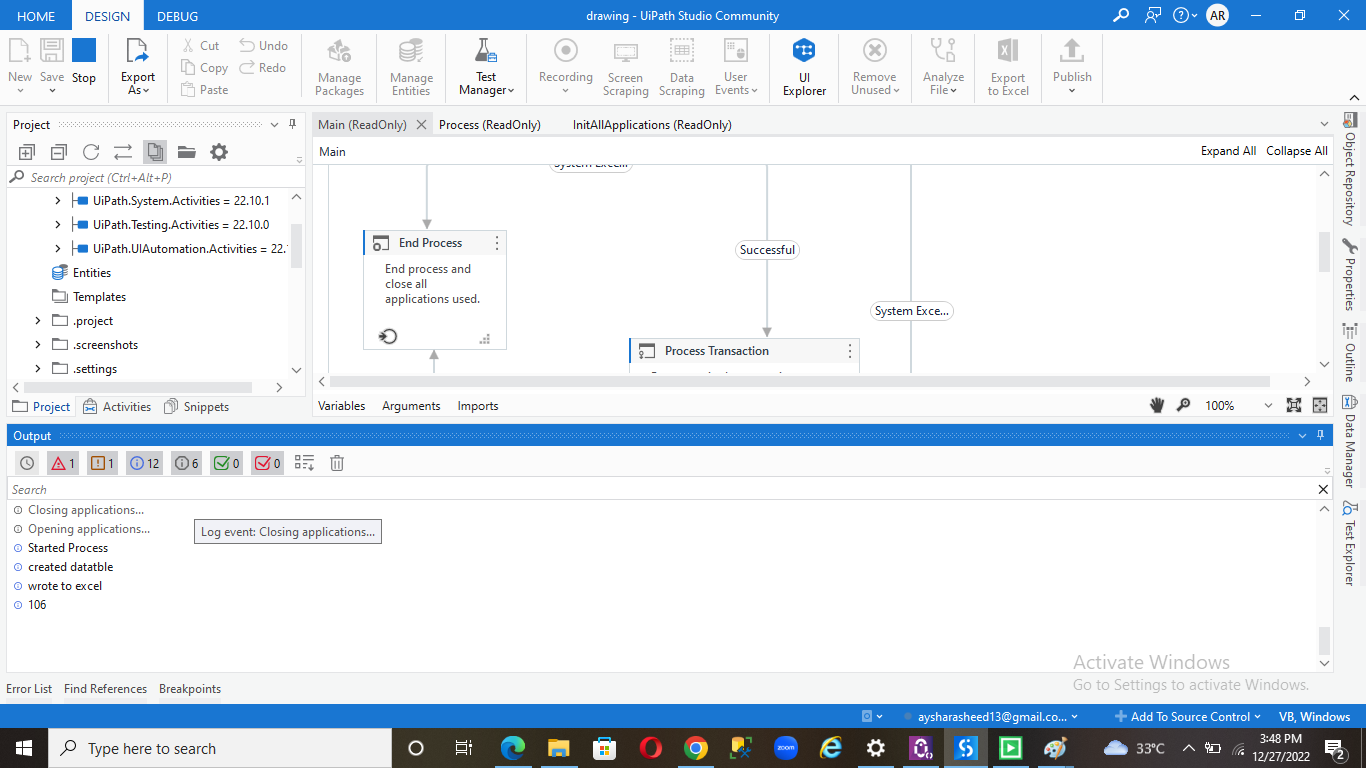 HOME DESIGN DEBUG
drawing - UiPath Studio Community
AR
New Save Stop
Export As
Cut Copy Paste
Undo Redo
Manage Packages
Manage Entities
Test Manager
Recording
Screen Scraping
Data Scraping
User Events
UI Explorer
Remove Unused
Analyze File
Export to Excel
Publish
Project
Search project (Ctrl+Alt+P)
UiPath.System.Activities = 22.10.1
UiPath.Testing.Activities = 22.10.0
UiPath.UIAutomation.Activities = 22.
Entities
Templates
.project
.screenshots
.settings
Project Activities Snippets
Main (ReadOnly) Process (ReadOnly) InitAllApplications (ReadOnly)
Main
Expand All Collapse All
System Exce...
End Process
End process and
close all
applications used.
Successful
System Exce...
Process Transaction
Variables Arguments Imports
100%
Object Repository
Properties
Outline
Data Manager
Test Explorer
Output
1 1 12 6 0 0
Search
Closing applications...
Opening applications...
Log event: Closing applications...
Started Process
created datatble
wrote to excel
106
Activate Windows
Go to Settings to activate Windows.
Error List Find References Breakpoints
aysharasheed13@gmail.co...
Add To Source Control
VB, Windows
Type here to search
zoom
33°C
3:48 PM
12/27/2022
2